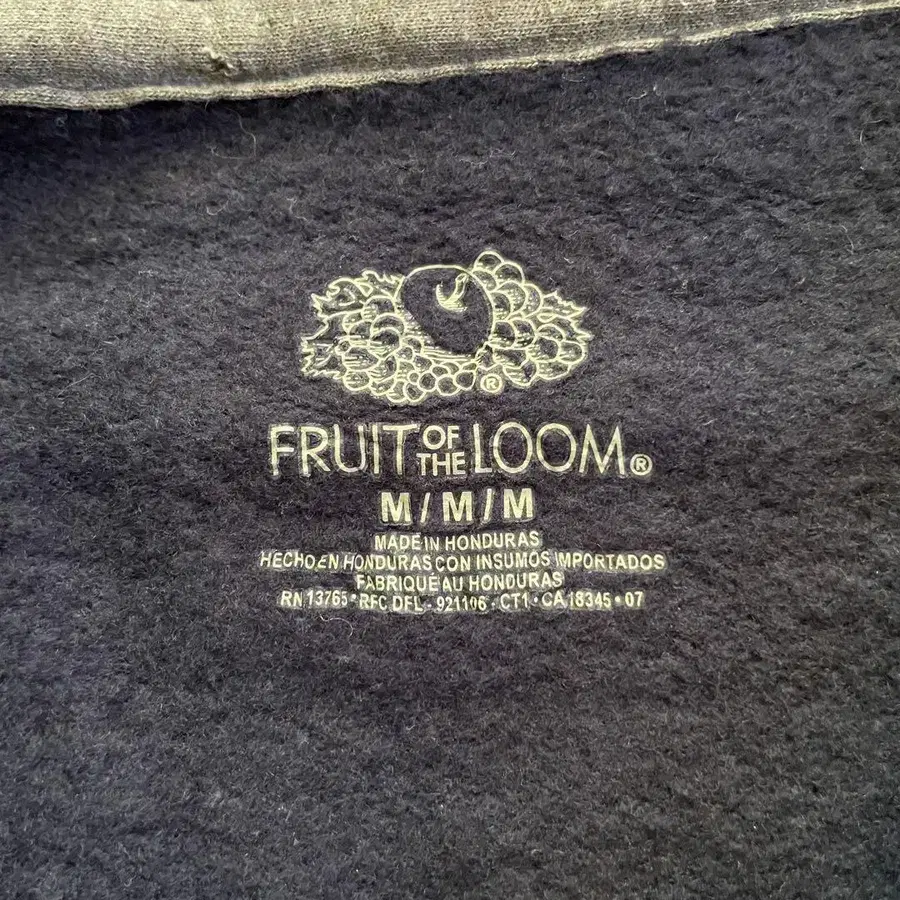 ®
FRUIT OF THE LOOM®
M/M/M
MADE IN HONDURAS
HECHO EN HONDURAS CON INSUMOS IMPORTADOS
FABRIQUÉ AU HONDURAS
RN 13765 • RFC DFL - 921106 - CT1 • CA 18345 • 07